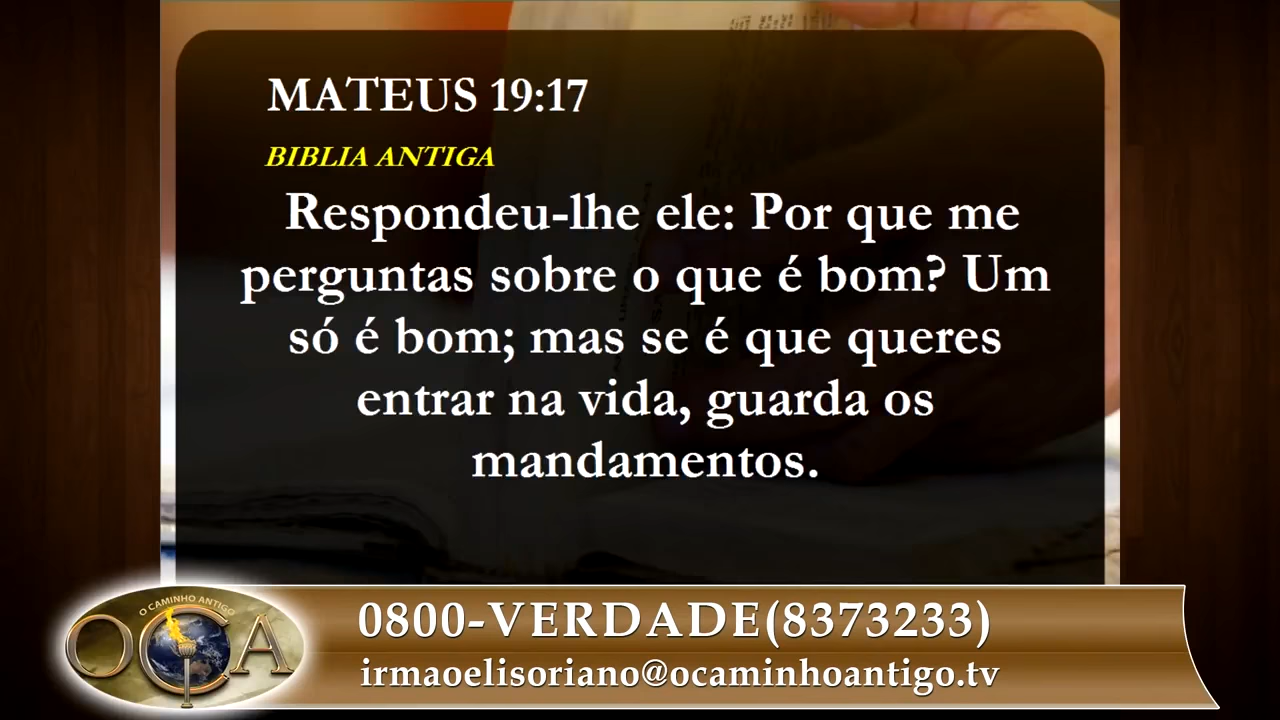 MATEUS 19:17
BIBLIA ANTIGA
Respondeu-lhe ele: Por que me
perguntas sobre o que é bom? Um
só é bom; mas se é que queres
entrar na vida, guarda os
mandamentos.
O CAMINHO ANTIGO
OCA
0800-VERDADE(8373233)
irmaoelisoriano@ocaminhoantigo.tv